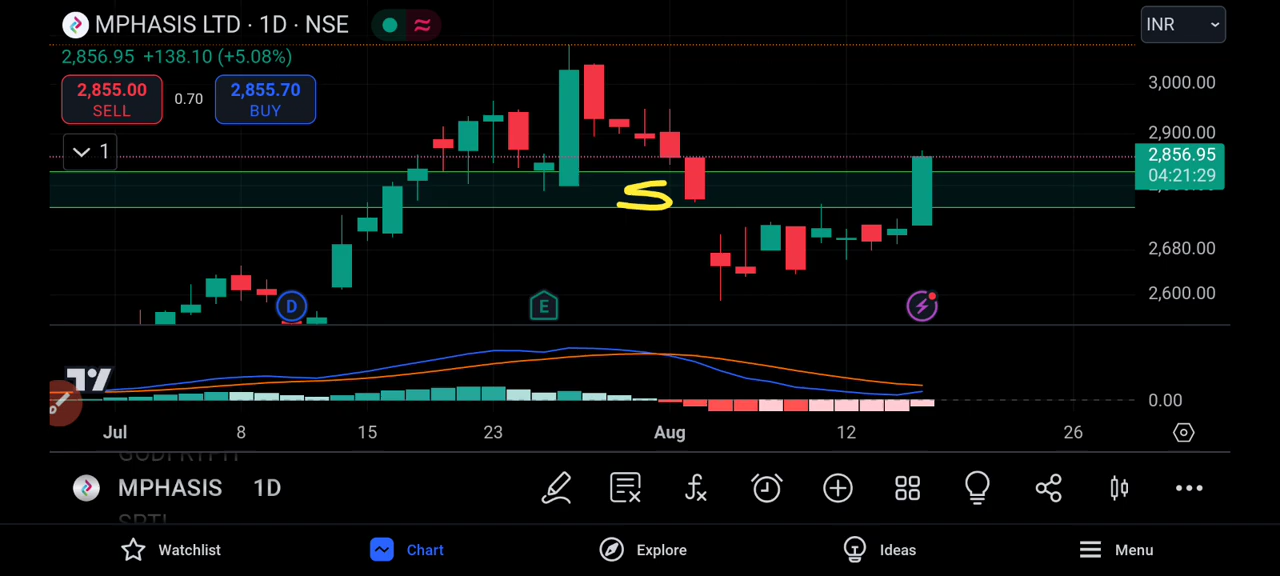 MPHASIS LTD · 1D · NSE
INR
2,856.95 +138.10 (+5.08%)
2,855.00
SELL
0.70
2,855.70
BUY
1
3,000.00
2,900.00
2,856.95
04:21:29
2,680.00
2,600.00
S
D
E
0.00
Jul
8
15
23
Aug
12
26
MPHASIS
1D
Watchlist
Chart
Explore
Ideas
Menu